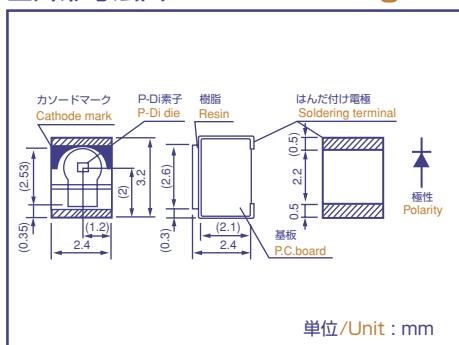 カソードマーク
Cathode mark
P-Di素子
P-Di die
樹脂
Resin
はんだ付け電極
Soldering terminal
(2.53)
(0.35)
(2)
3.2
(1.2)
2.4
(2.6)
(0.3)
(2.1)
2.4
基板
P.C.board
(0.5)
2.2
0.5
極性
Polarity
単位/Unit : mm